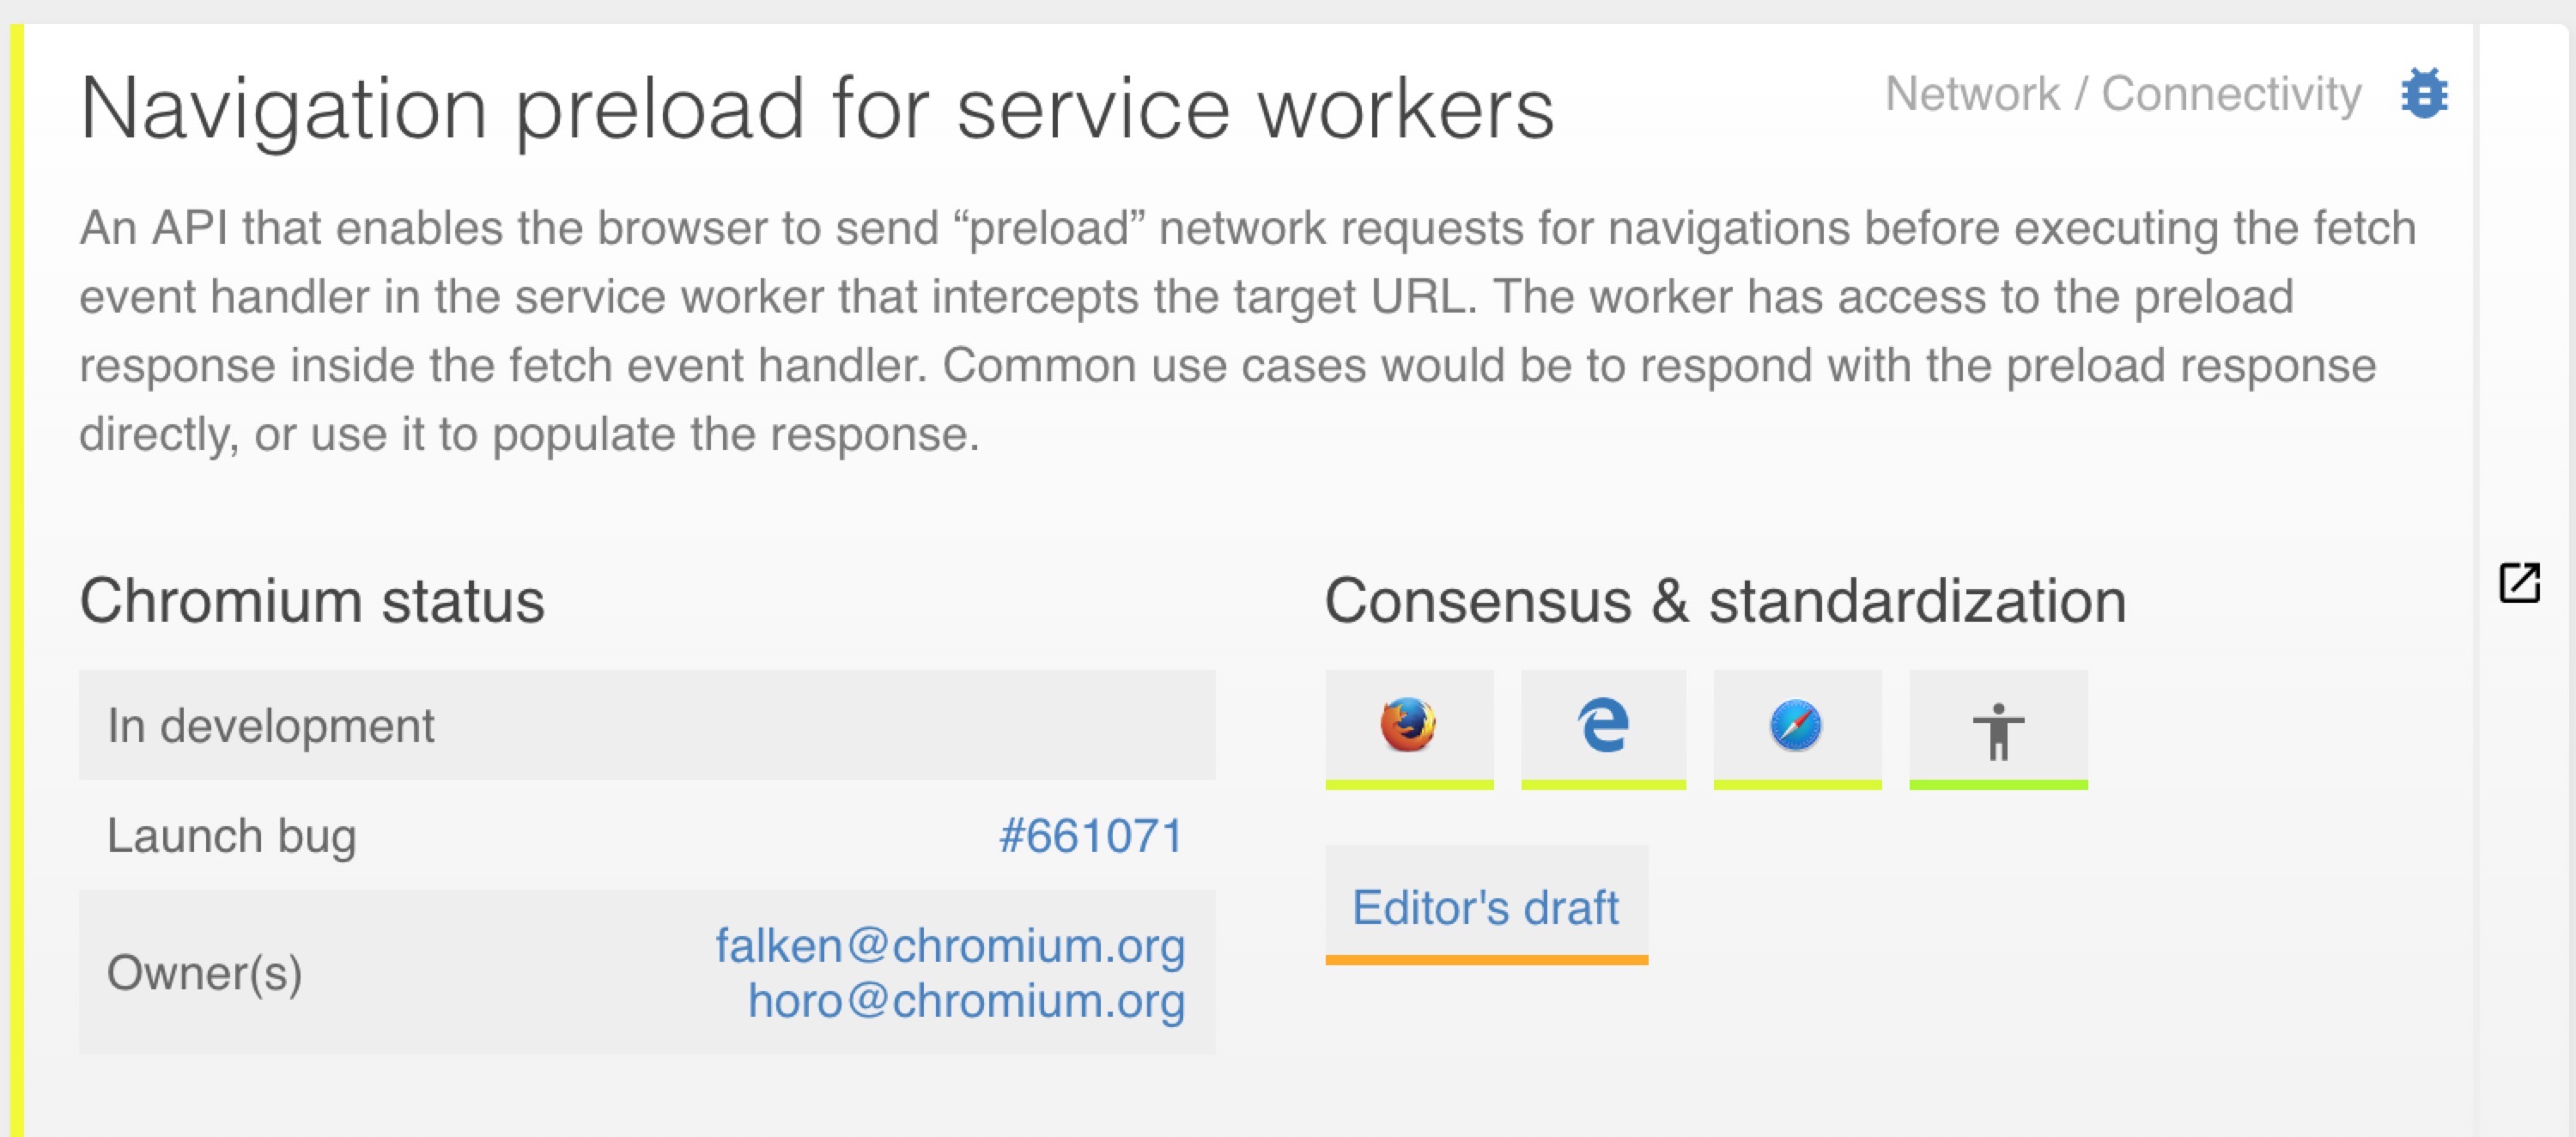 Navigation preload for service workers
Network / Connectivity
An API that enables the browser to send “preload” network requests for navigations before executing the fetch
event handler in the service worker that intercepts the target URL. The worker has access to the preload
response inside the fetch event handler. Common use cases would be to respond with the preload response
directly, or use it to populate the response.
Chromium status
In development
Launch bug #661071
Owner(s)
falken@chromium.org
horo@chromium.org
Consensus & standardization
Editor's draft